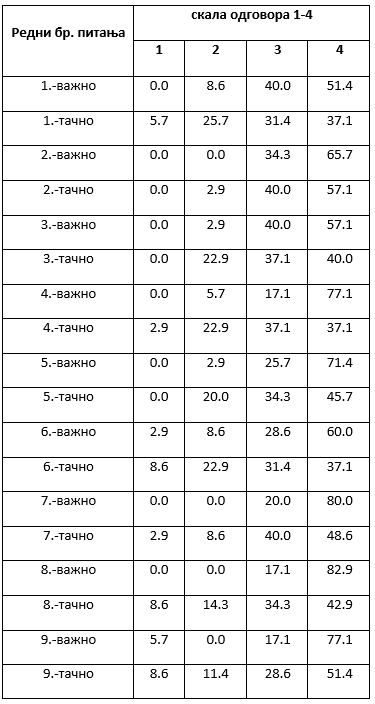 Редни бр. питања скала одговора 1-4
1 2 3 4
1.-важно 0.0 8.6 40.0 51.4
1.-тачно 5.7 25.7 31.4 37.1
2.-важно 0.0 0.0 34.3 65.7
2.-тачно 0.0 2.9 40.0 57.1
3.-важно 0.0 2.9 40.0 57.1
3.-тачно 0.0 22.9 37.1 40.0
4.-важно 0.0 5.7 17.1 77.1
4.-тачно 2.9 22.9 37.1 37.1
5.-важно 0.0 2.9 25.7 71.4
5.-тачно 0.0 20.0 34.3 45.7
6.-важно 2.9 8.6 28.6 60.0
6.-тачно 8.6 22.9 31.4 37.1
7.-важно 0.0 0.0 20.0 80.0
7.-тачно 2.9 8.6 40.0 48.6
8.-важно 0.0 0.0 17.1 82.9
8.-тачно 8.6 14.3 34.3 42.9
9.-важно 5.7 0.0 17.1 77.1
9.-тачно 8.6 11.4 28.6 51.4